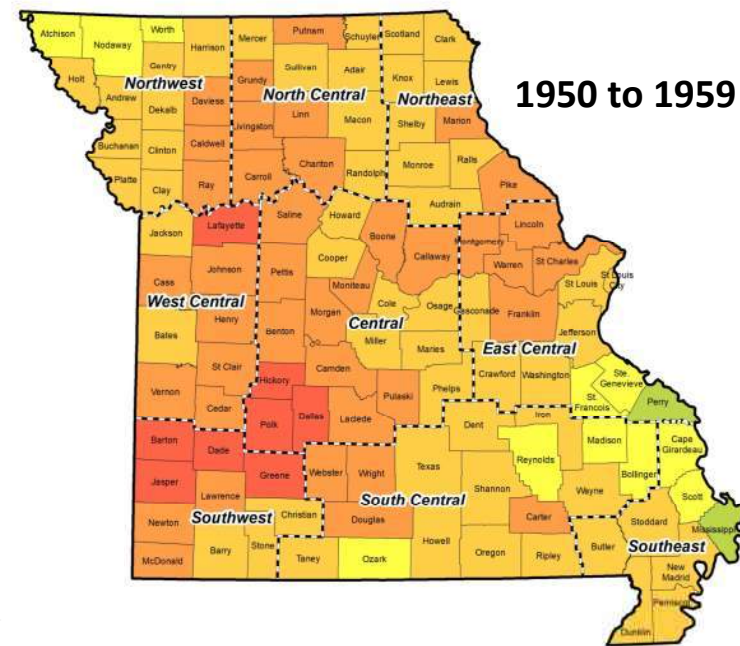 1950 to 1959
Atchison
Nodaway
Worth
Harrison
Mercer
Putnam
Schuyler
Scotland
Clark
Gentry
Holt
Northwest
Sullivan
Adair
Knox
Lewis
Andrew
Dekalb
Daviess
Grundy
North Central
Northeast
Linn
Macon
Shelby
Marion
Livingston
Buchanan
Clinton
Caldwell
Chariton
Monroe
Ralls
Platte
Clay
Ray
Carroll
Randolph
Pike
Audrain
Jackson
Lafayette
Saline
Howard
Boone
Callaway
Montgomery
Lincoln
Warren
St Charles
Cooper
Cass
Johnson
Pettis
Moniteau
St Louis
St Louis City
West Central
Henry
Morgan
Cole
Osage
Gasconade
Franklin
Bates
Benton
Central
Miller
Maries
Jefferson
East Central
St Clair
Hickory
Camden
Crawford
Washington
Ste. Genevieve
Vernon
Cedar
Pulaski
Phelps
St. Francois
Perry
Polk
Dallas
Laclede
Dent
Iron
Barton
Dade
Madison
Cape Girardeau
Jasper
Greene
Webster
Wright
Texas
Reynolds
Bollinger
Lawrence
Shannon
Wayne
Scott
Southwest
Christian
South Central
Newton
Douglas
Carter
Stoddard
Mississippi
McDonald
Barry
Stone
Taney
Ozark
Howell
Oregon
Ripley
Butler
Southeast
New Madrid
Pemiscot
Dunklin